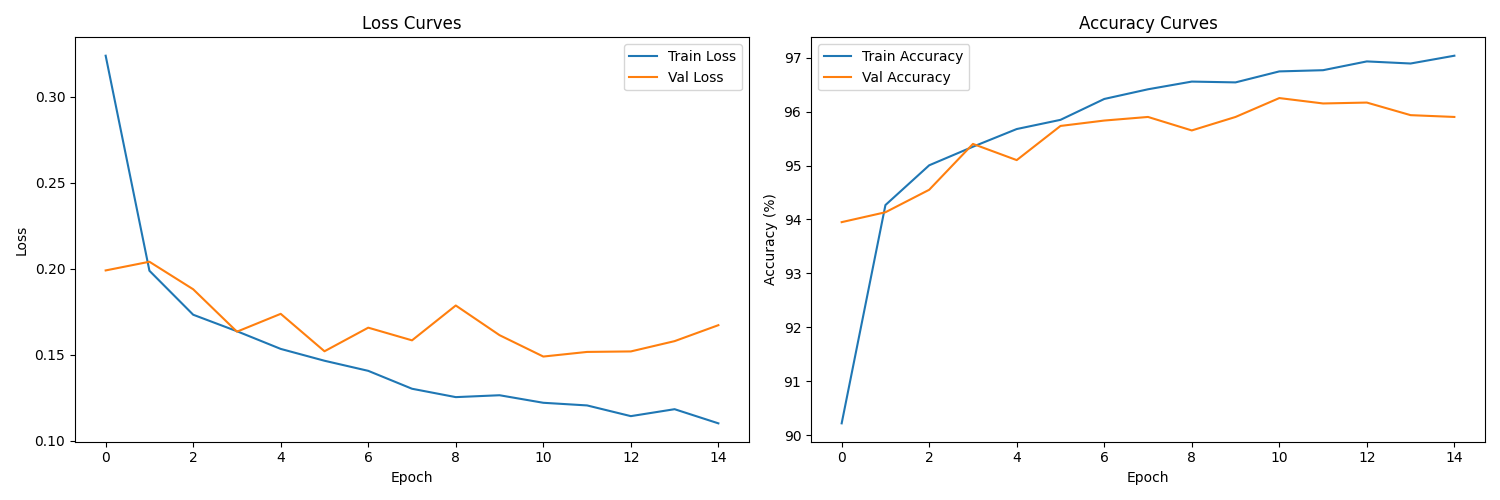 Loss Curves
Train Loss
Val Loss
0.30
0.25
0.20
0.15
0.10
Loss
0 2 4 6 8 10 12 14
Epoch
Accuracy Curves
Train Accuracy
Val Accuracy
97
96
95
94
93
92
91
90
Accuracy (%)
0 2 4 6 8 10 12 14
Epoch